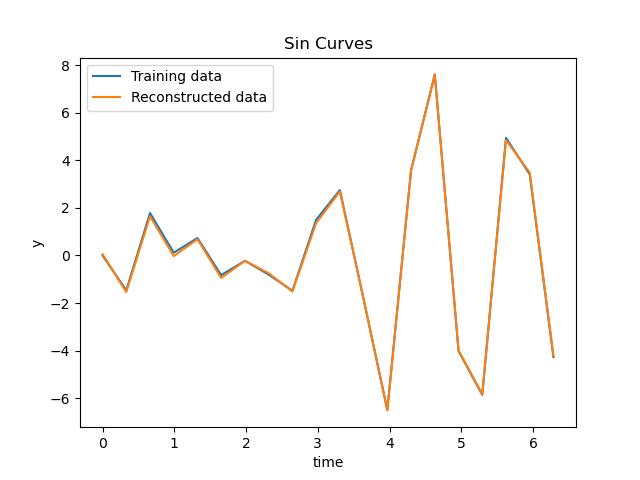 Sin Curves
Training data
Reconstructed data
8
6
4
2
0
−2
−4
−6
y
0 1 2 3 4 5 6
time